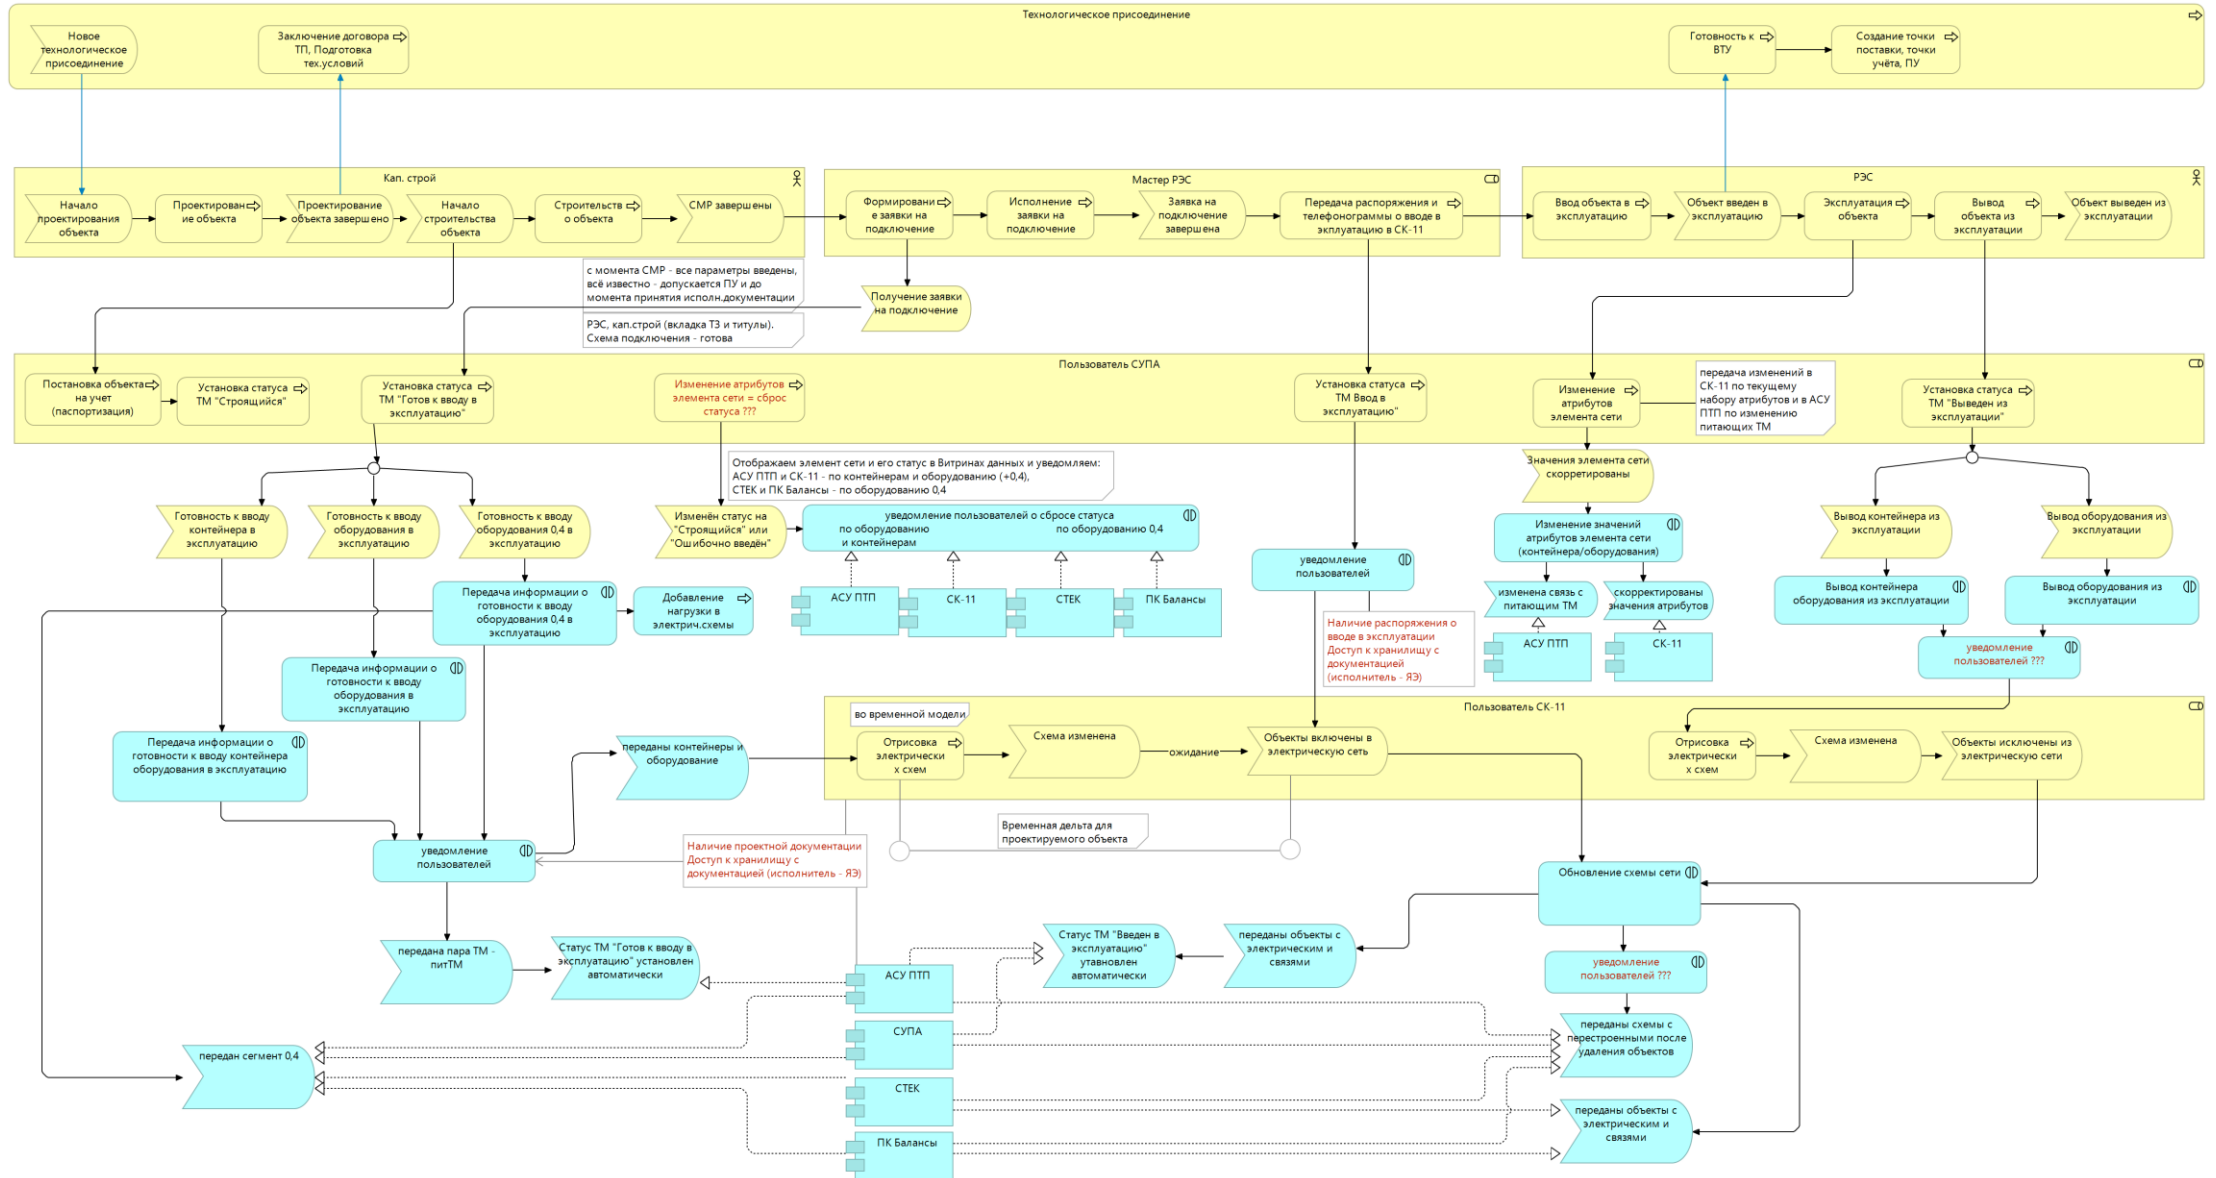 Технологическое присоединение
Новое
технологическое
присоединение
Заключение договора
ТП, Подготовка
тех.условий
Готовность к
ВТУ
Создание точки
поставки, точки
учёта, ПУ
Кап. строй
Начало
проектирования
объекта
Проектирован
ие объекта
Проектирование
объекта завершено
Начало
строительства
объекта
Строительств
о объекта
СМР завершены
Мастер РЭС
Формировани
е заявки на
подключение
Исполнение
заявки на
подключение
Заявка на
подключение
завершена
Передача распоряжения и
телефонограммы о вводе в
экплуатацию в СК-11
РЭС
Ввод объекта в
эксплуатацию
Объект введен в
эксплуатацию
Эксплуатация
объекта
Вывод
объекта из
эксплуатации
Объект выведен из
эксплуатации
с момента СМР - все параметры введены,
всё известно - допускается ПУ и до
момента принятия исполн.документации
Получение заявки
на подключение
РЭС, кап.строй (вкладка ТЗ и титулы).
Схема подключения - готова
Пользователь СУПА
Постановка объекта
на учет
(паспортизация)
Установка статуса
ТМ "Строящийся"
Установка статуса
ТМ "Готов к вводу в
эксплуатацию"
Изменение атрибутов
элемента сети = сброс
статуса ???
Установка статуса
ТМ Ввод в
эксплуатацию"
Изменение
атрибутов
элемента сети
передача изменений в
СК-11 по текущему
набору атрибутов и в АСУ
ПТП по изменению
питающих ТМ
Установка статуса
ТМ "Выведен из
эксплуатации"
Отображаем элемент сети и его статус в Витринах данных и уведомляем:
АСУ ПТП и СК-11 - по контейнерам и оборудованию (+0,4),
СТЕК и ПК Балансы - по оборудованию 0,4
Значения элемента сети
скорретированы
Готовность к вводу
контейнера в
эксплуатацию
Готовность к вводу
оборудования в
эксплуатацию
Готовность к вводу
оборудования 0,4 в
эксплуатацию
Изменён статус на
"Строящийся" или
"Ошибочно введён"
уведомление пользователей о сбросе статуса
по оборудованию по оборудованию 0,4
и контейнерам
Изменение значений
атрибутов элемента сети
(контейнера/оборудования)
Вывод контейнера из
эксплуатации
Вывод оборудования из
эксплуатации
уведомление
пользователей
Передача информации о
готовности к вводу
оборудования 0,4 в
эксплуатацию
Добавление
нагрузки в
электрич.схемы
АСУ ПТП
СК-11
СТЕК
ПК Балансы
изменена связь с
питающим ТМ
скорректированы
значения атрибутов
Вывод контейнера
оборудования из эксплуатации
Вывод оборудования из
эксплуатации
Наличие распоряжения о
вводе в эксплуатации
Доступ к хранилищу с
документацией
(исполнитель - ЯЭ)
АСУ ПТП
СК-11
уведомление
пользователей ???
Передача информации о
готовности к вводу
оборудования в
эксплуатацию
Пользователь СК-11
во временной модели
Передача информации о
готовности к вводу контейнера
оборудования в эксплуатацию
переданы контейнеры и
оборудование
Отрисовка
электрически
х схем
Схема изменена
ожидание
Объекты включены в
электрическую сеть
Отрисовка
электрически
х схем
Схема изменена
Объекты исключены из
электрическую сети
Временная дельта для
проектируемого объекта
уведомление
пользователей
Наличие проектной документации
Доступ к хранилищу с
документацией (исполнитель - ЯЭ)
Обновление схемы сети
передана пара ТМ -
питТМ
Статус ТМ "Готов к вводу в
эксплуатацию" установлен
автоматически
Статус ТМ "Введен в
эксплуатацию"
утавновлен
автоматически
переданы объекты с
электрическим и
связями
уведомление
пользователей ???
АСУ ПТП
СУПА
переданы схемы с
перестроенными после
удаления объектов
передан сегмент 0,4
СТЕК
переданы объекты с
электрическим и
связями
ПК Балансы